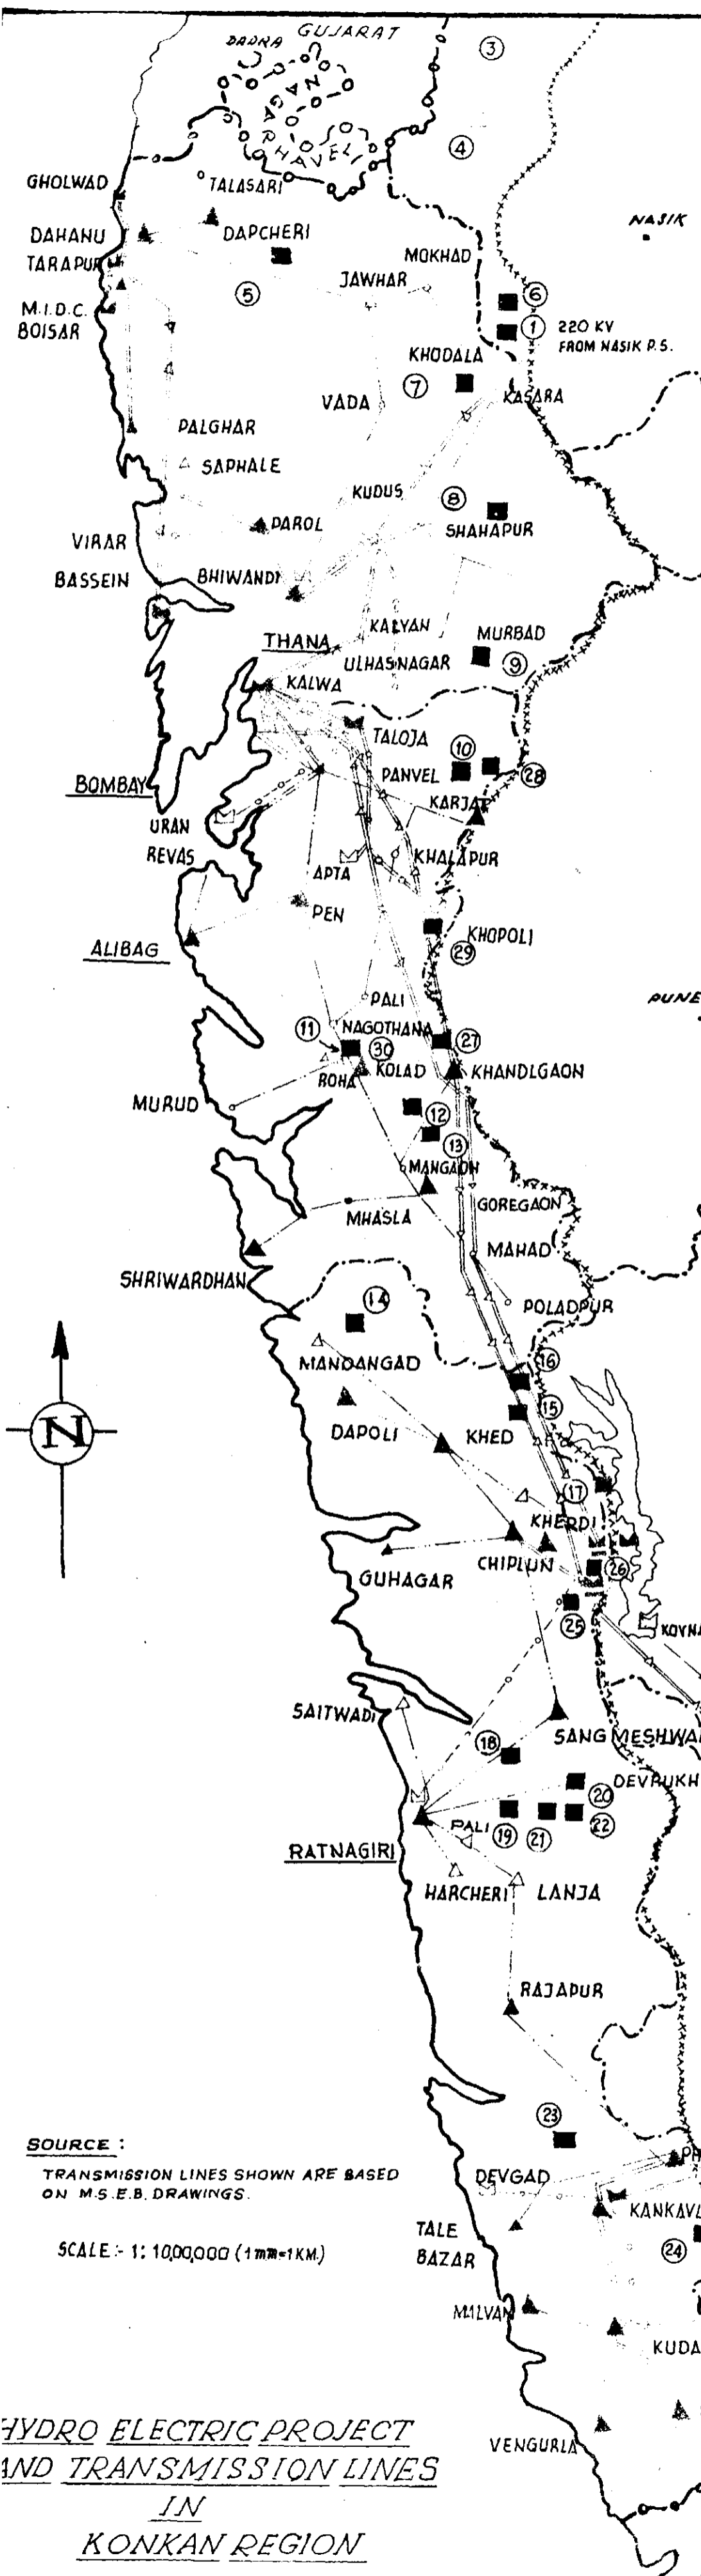 GUJARAT
DADRA
NAGARHAVELI
3
4
GHOLWAD
TALASARI
NASIK
DAHANU
DAPCHERI
TARAPUR
MOKHAD
JAWHAR
5
6
M.I.D.C.
BOISAR
1
220 KV
FROM NASIK P.S.
KHODALA
7
KASARA
VADA
PALGHAR
SAPHALE
KUDUS
8
SHAHAPUR
PAROL
VIRAR
BASSEIN
BHIWANDI
KALYAN
MURBAD
THANA
ULHASNAGAR
9
KALWA
TALOJA
10
PANVEL
28
BOMBAY
KARJAT
URAN
REVAS
APTA
KHALAPUR
PEN
KHOPOLI
ALIBAG
29
PALI
PUNE
NAGOTHANA
11
30
27
ROHA
KOLAD
KHANDLGAON
MURUD
12
13
MANGAON
GOREGAON
MHASLA
MAHAD
SHRIWARDHAN
14
POLADPUR
MANDANGAD
16
DAPOLI
KHED
15
N
17
KHERDI
CHIPLUN
GUHAGAR
26
25
KOYNA
SAITWADI
SANGMESHWA
18
DEVRUKH
20
PALI
19
21
22
RATNAGIRI
HARCHERI
LANJA
RAJAPUR
23
SOURCE :
TRANSMISSION LINES SHOWN ARE BASED
ON M.S.E.B. DRAWINGS.
DEVGAD
PH
KANKAVL
TALE
BAZAR
24
SCALE :- 1: 10,00,000 (1mm=1KM.)
MALVAN
KUDA
VENGURLA
HYDRO ELECTRIC PROJECT
AND TRANSMISSION LINES
IN
KONKAN REGION